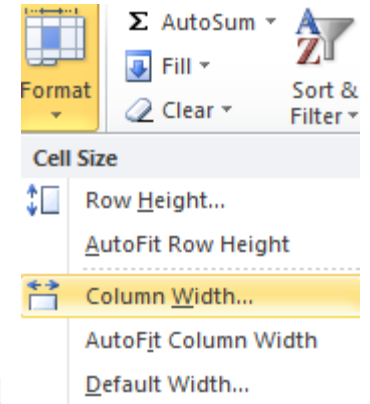 Σ AutoSum
Fill
Clear
Format
A
Z
Sort &
Filter
Cell Size
Row Height...
AutoFit Row Height
Column Width...
AutoFit Column Width
Default Width...